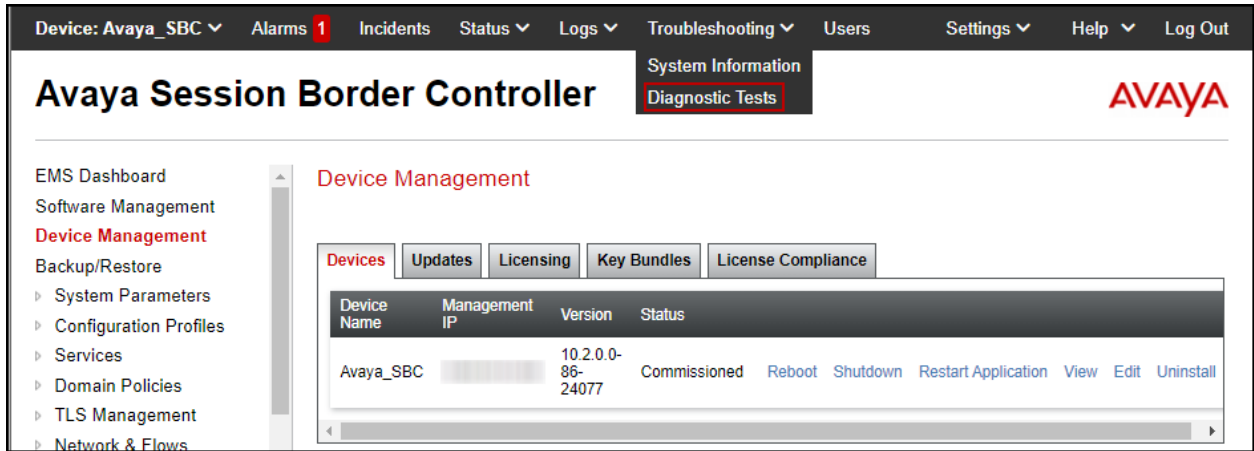 Device: Avaya_SBC Alarms 1 Incidents Status Logs Troubleshooting Users Settings Help Log Out
System Information
Diagnostic Tests
Avaya Session Border Controller
AVAYA
EMS Dashboard
Software Management
Device Management
Backup/Restore
System Parameters
Configuration Profiles
Services
Domain Policies
TLS Management
Network & Flows
Device Management
Devices Updates Licensing Key Bundles License Compliance
Device Name Management IP Version Status
Avaya_SBC 10.2.0.0-86-24077 Commissioned Reboot Shutdown Restart Application View Edit Uninstall